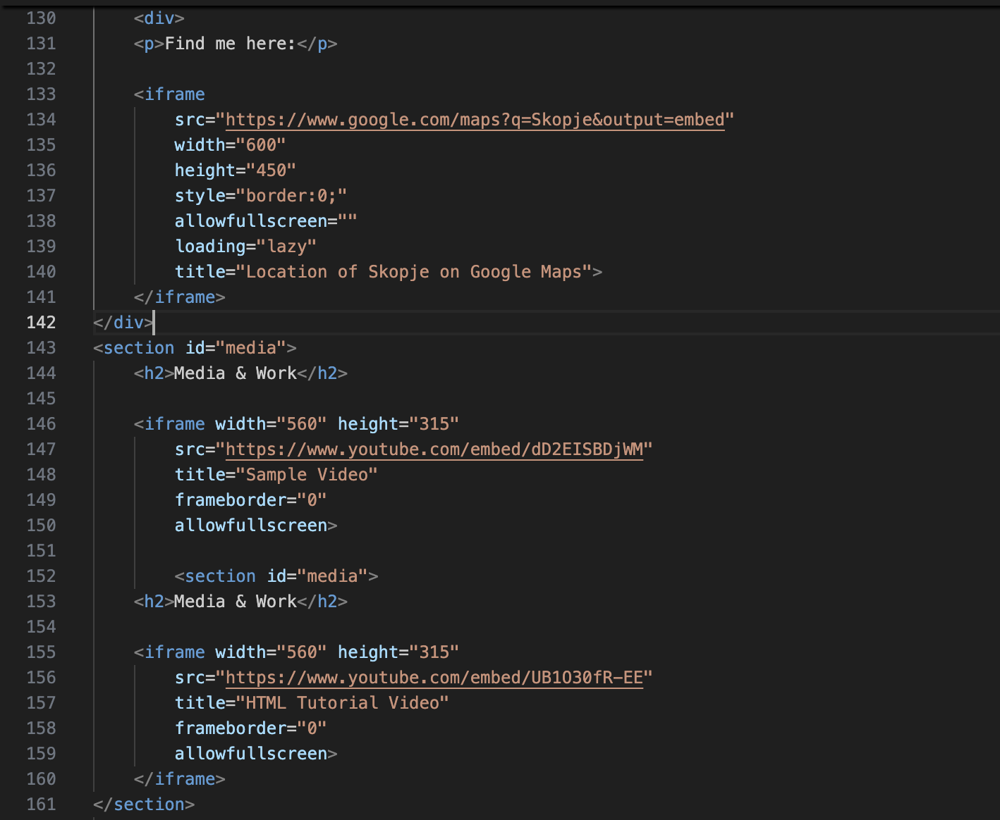 130 <div>
131 <p>Find me here:</p>
132
133 <iframe
134 src="https://www.google.com/maps?q=Skopje&output=embed"
135 width="600"
136 height="450"
137 style="border:0;"
138 allowfullscreen=""
139 loading="lazy"
140 title="Location of Skopje on Google Maps">
141 </iframe>
142 </div>
143 <section id="media">
144 <h2>Media & Work</h2>
145
146 <iframe width="560" height="315"
147 src="https://www.youtube.com/embed/dD2EISBDjWM"
148 title="Sample Video"
149 frameborder="0"
150 allowfullscreen>
151
152 <section id="media">
153 <h2>Media & Work</h2>
154
155 <iframe width="560" height="315"
156 src="https://www.youtube.com/embed/UB1O30fR-EE"
157 title="HTML Tutorial Video"
158 frameborder="0"
159 allowfullscreen>
160 </iframe>
161 </section>